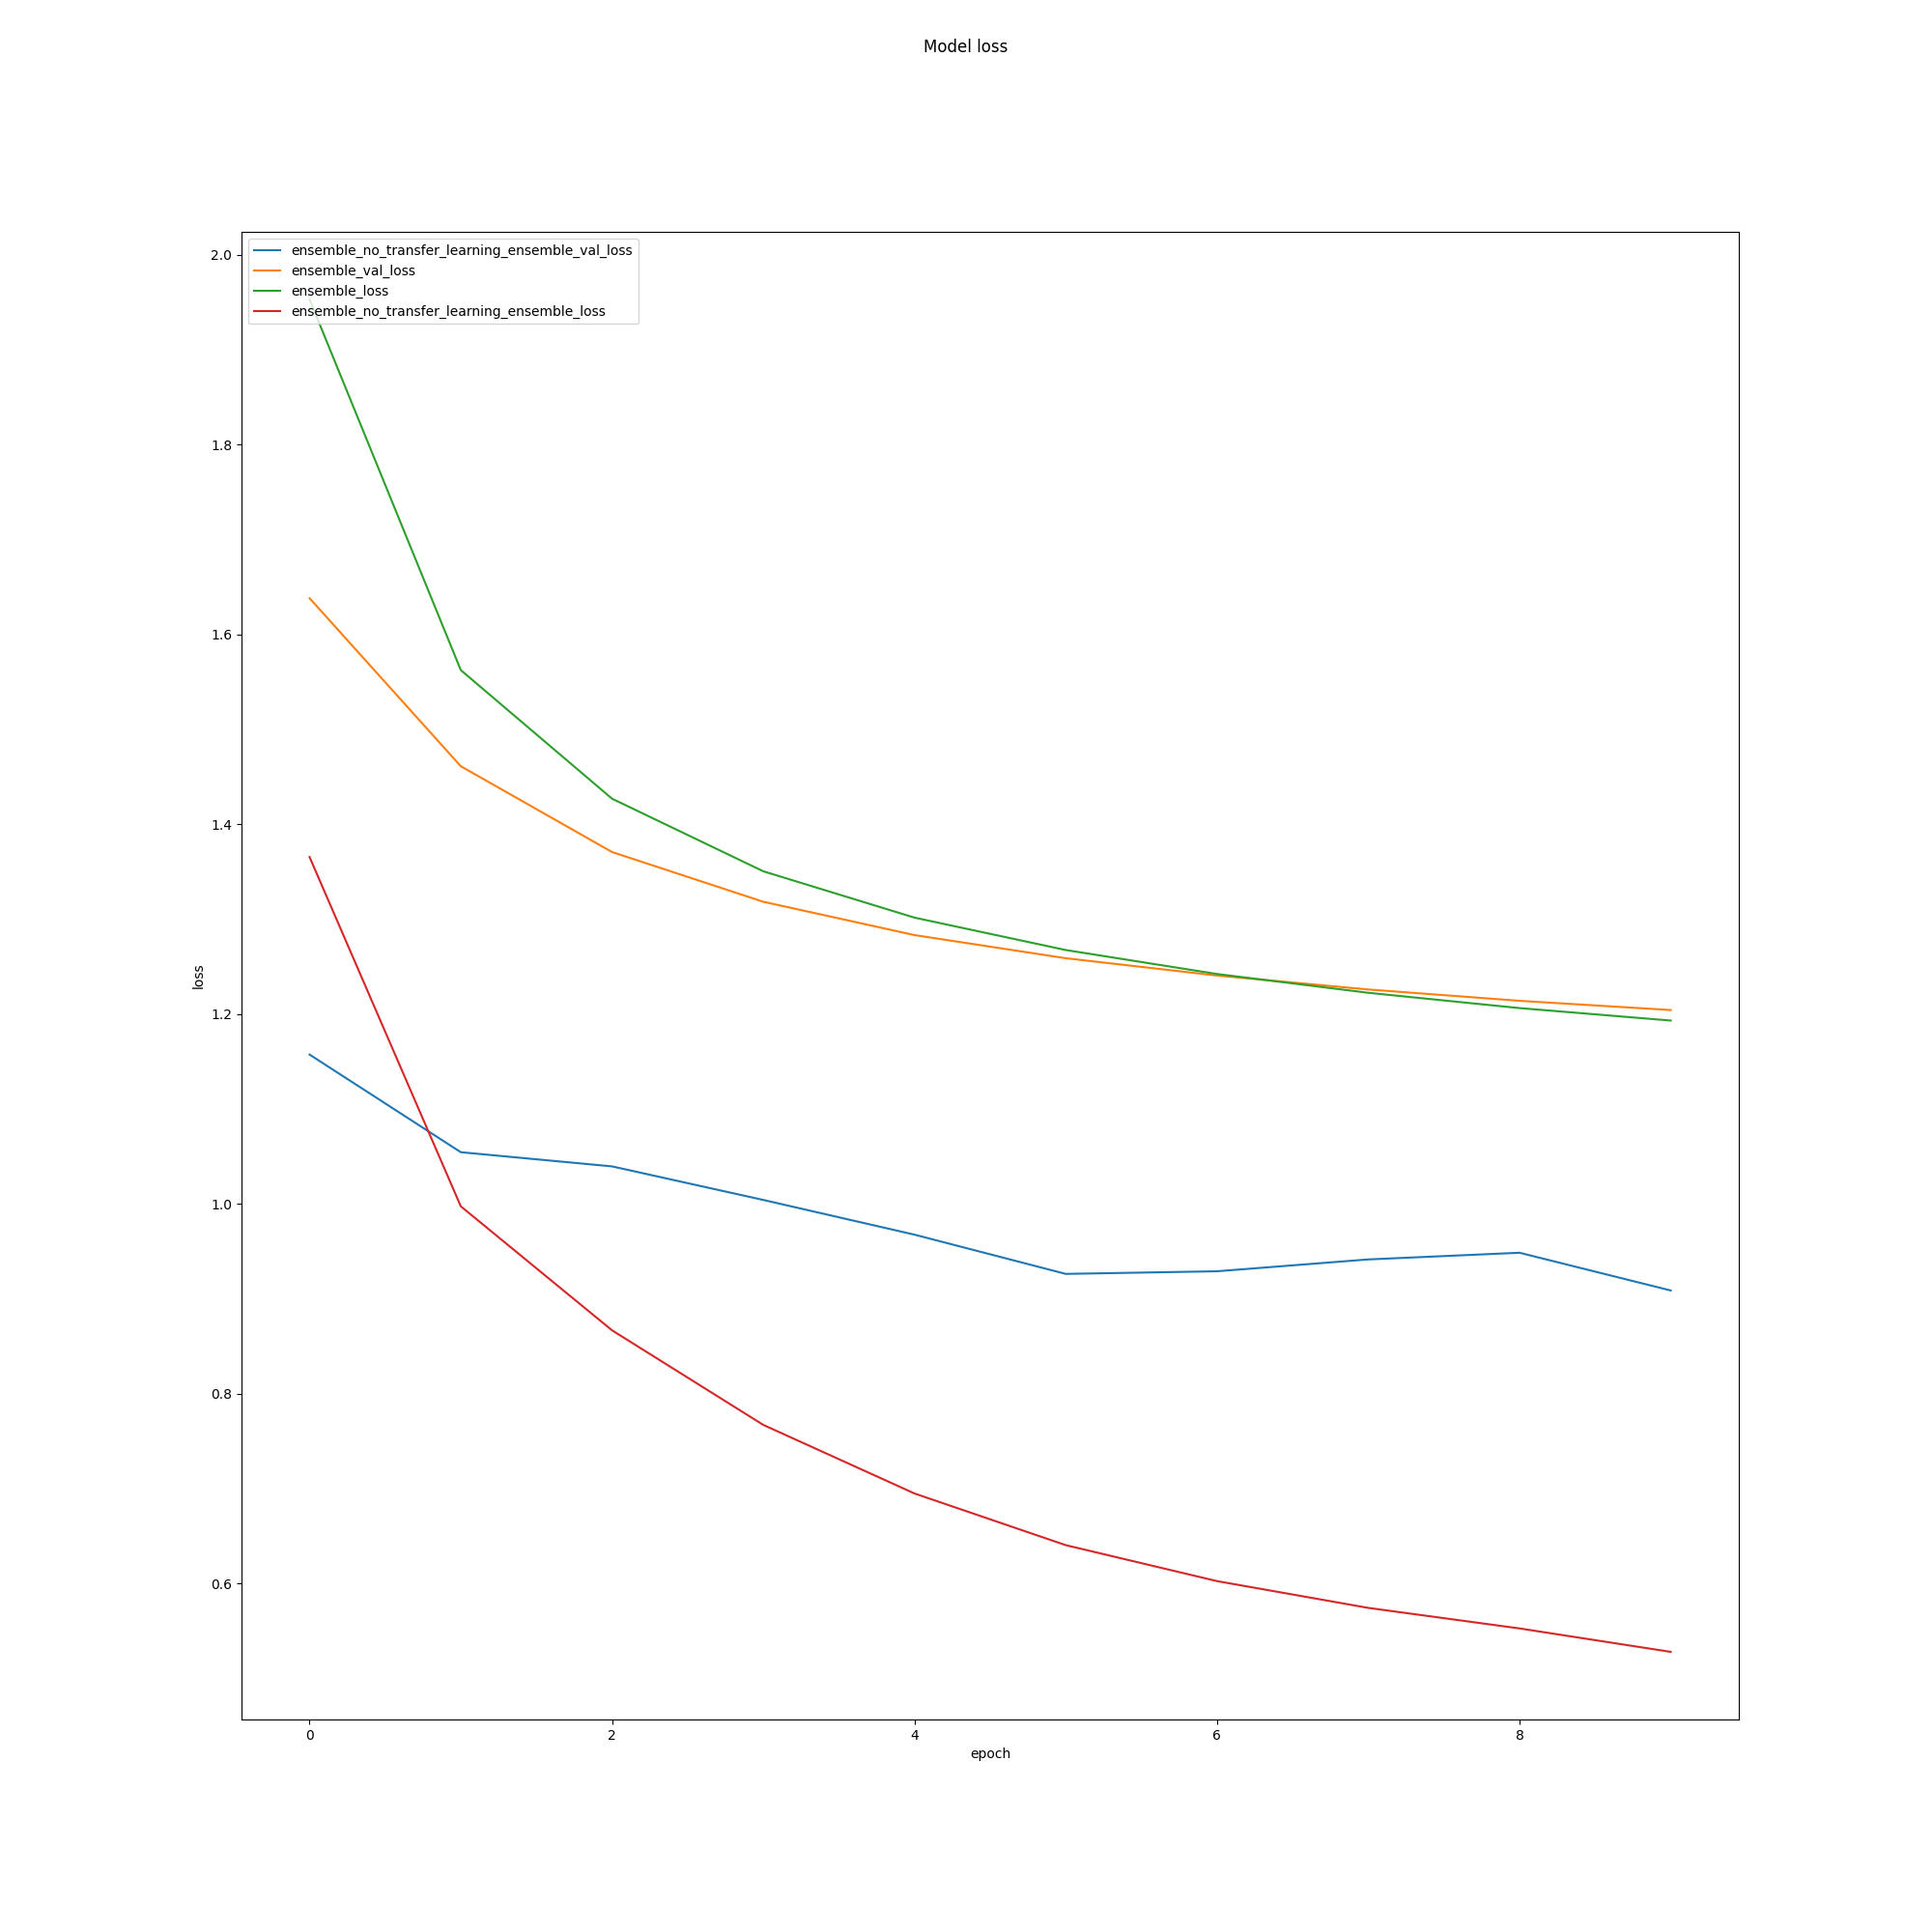 Model loss
ensemble_no_transfer_learning_ensemble_val_loss
ensemble_val_loss
ensemble_loss
ensemble_no_transfer_learning_ensemble_loss
2.0
1.8
1.6
1.4
1.2
1.0
0.8
0.6
loss
0 2 4 6 8
epoch